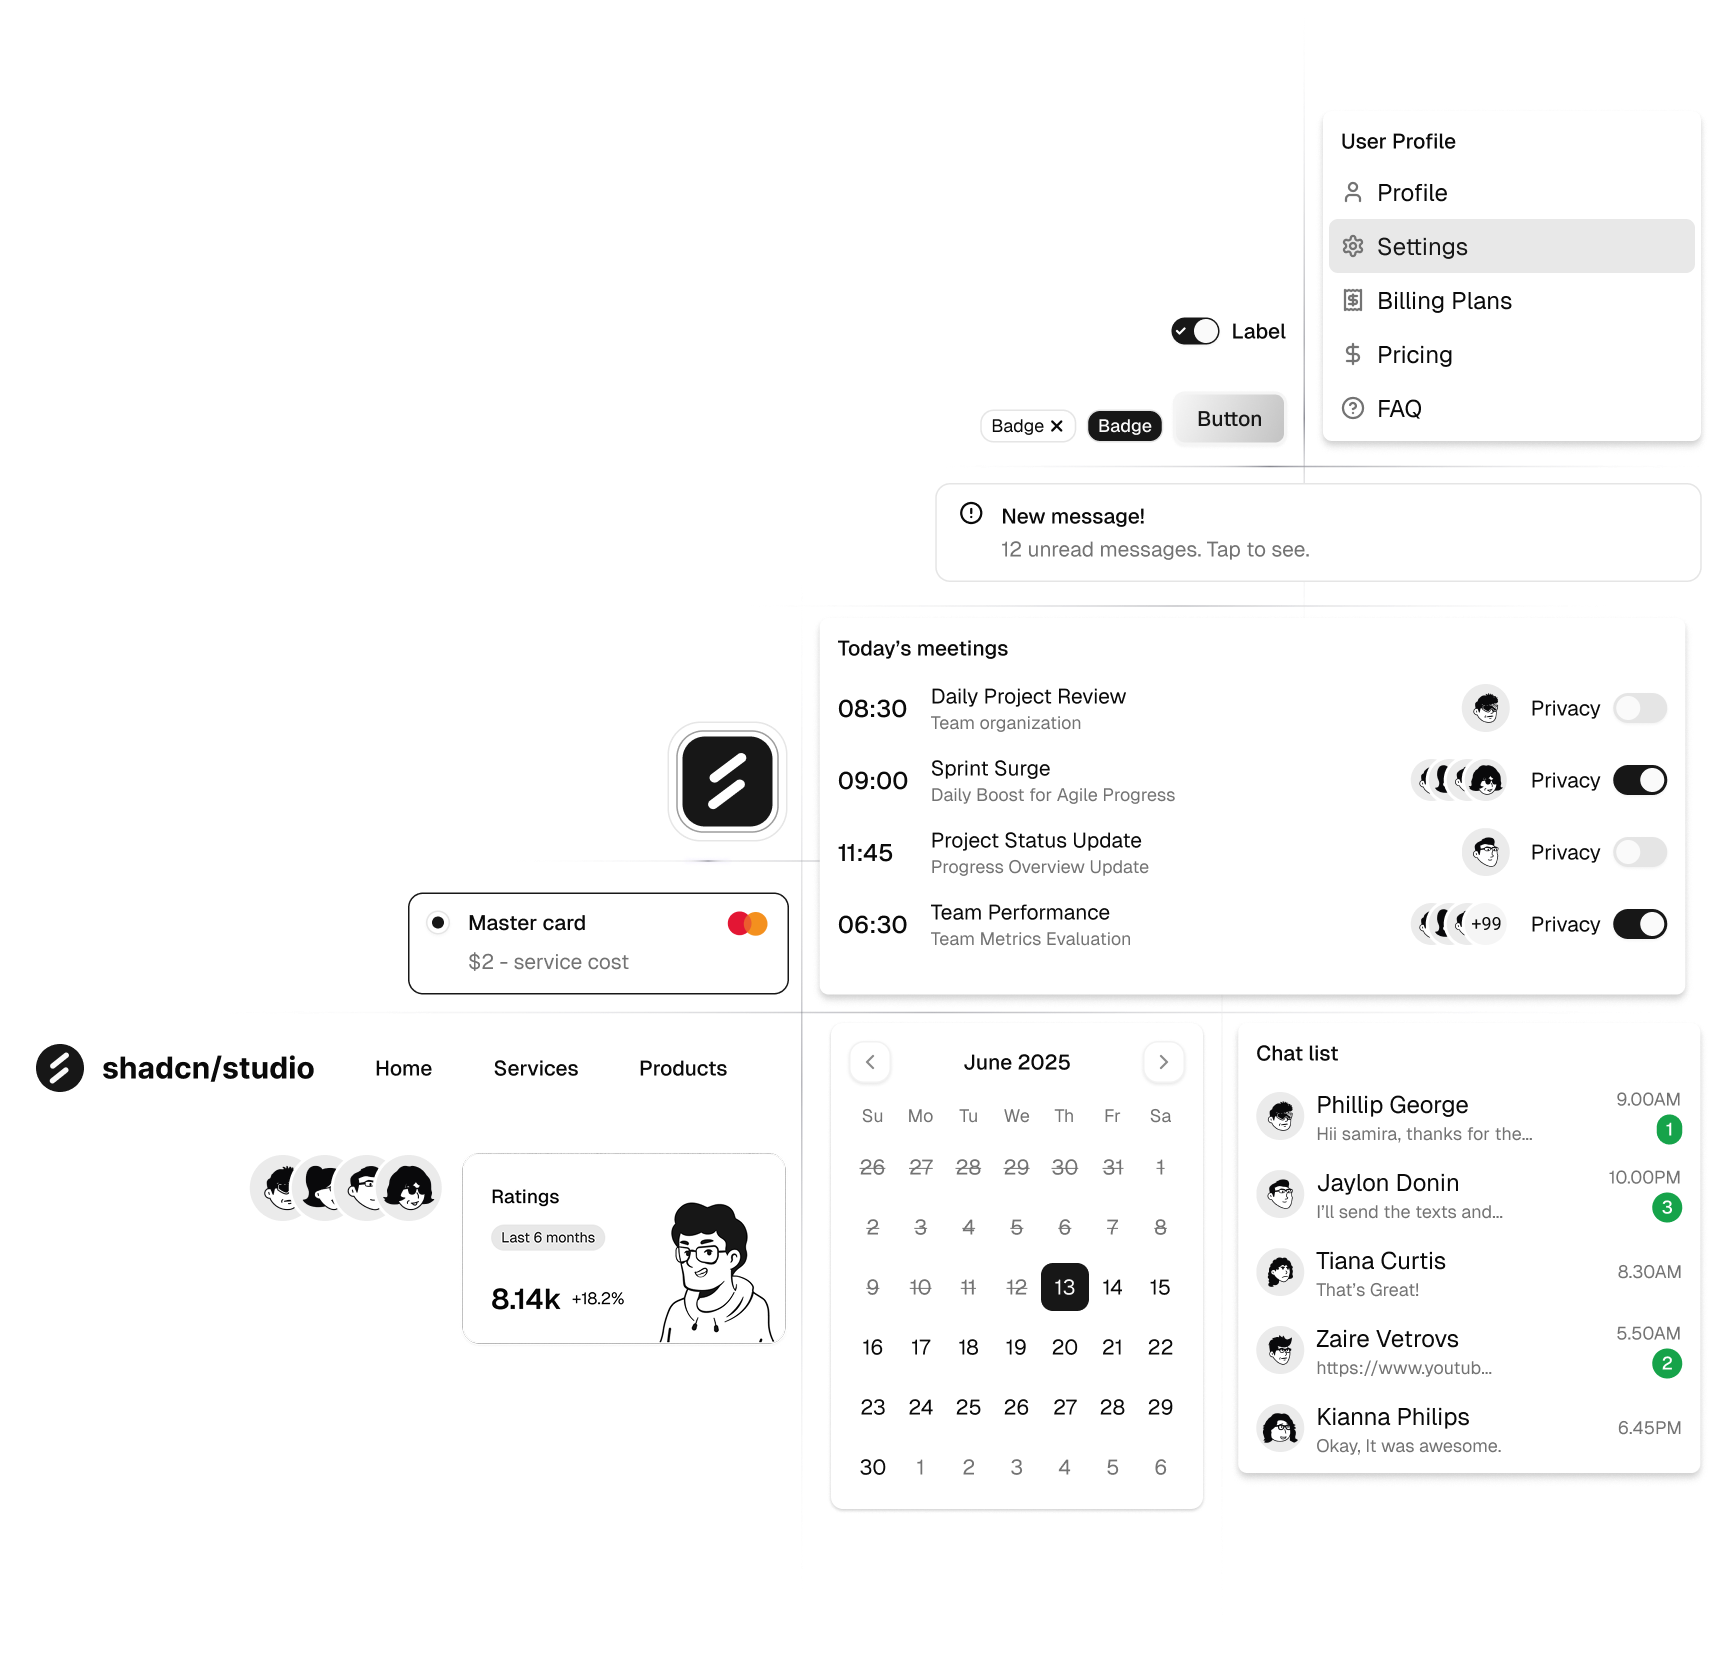 User Profile
Profile
Settings
Billing Plans
Pricing
FAQ
Label
Badge
Badge
Button
New message!
12 unread messages. Tap to see.
Today’s meetings
08:30 Daily Project Review Privacy
Team organization
09:00 Sprint Surge Privacy
Daily Boost for Agile Progress
11:45 Project Status Update Privacy
Progress Overview Update
06:30 Team Performance +99 Privacy
Team Metrics Evaluation
Master card
$2 - service cost
shadcn/studio Home Services Products
Ratings
Last 6 months
8.14k +18.2%
June 2025
Su Mo Tu We Th Fr Sa
26 27 28 29 30 31 1
2 3 4 5 6 7 8
9 10 11 12 13 14 15
16 17 18 19 20 21 22
23 24 25 26 27 28 29
30 1 2 3 4 5 6
Chat list
Phillip George 9.00AM
Hii samira, thanks for the... 1
Jaylon Donin 10.00PM
I’ll send the texts and... 3
Tiana Curtis 8.30AM
That’s Great!
Zaire Vetrovs 5.50AM
https://www.youtub... 2
Kianna Philips 6.45PM
Okay, It was awesome.